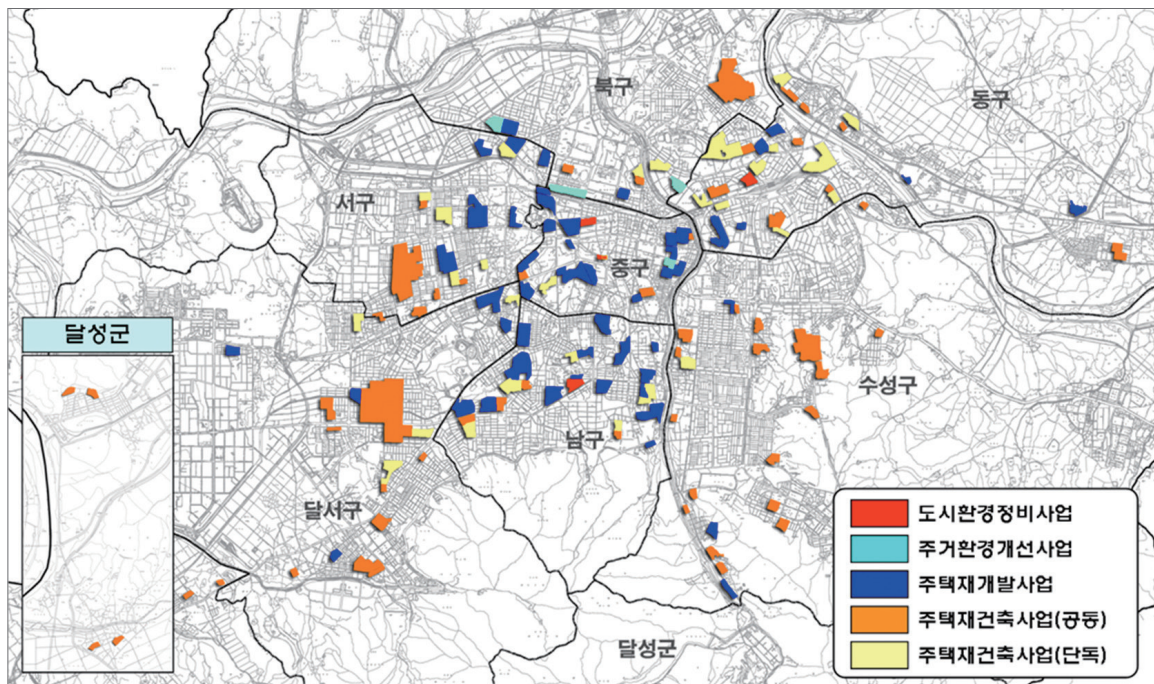 북구
동구
서구
중구
달성군
수성구
남구
달서구
달성군
도시환경정비사업
주거환경개선사업
주택재개발사업
주택재건축사업(공동)
주택재건축사업(단독)